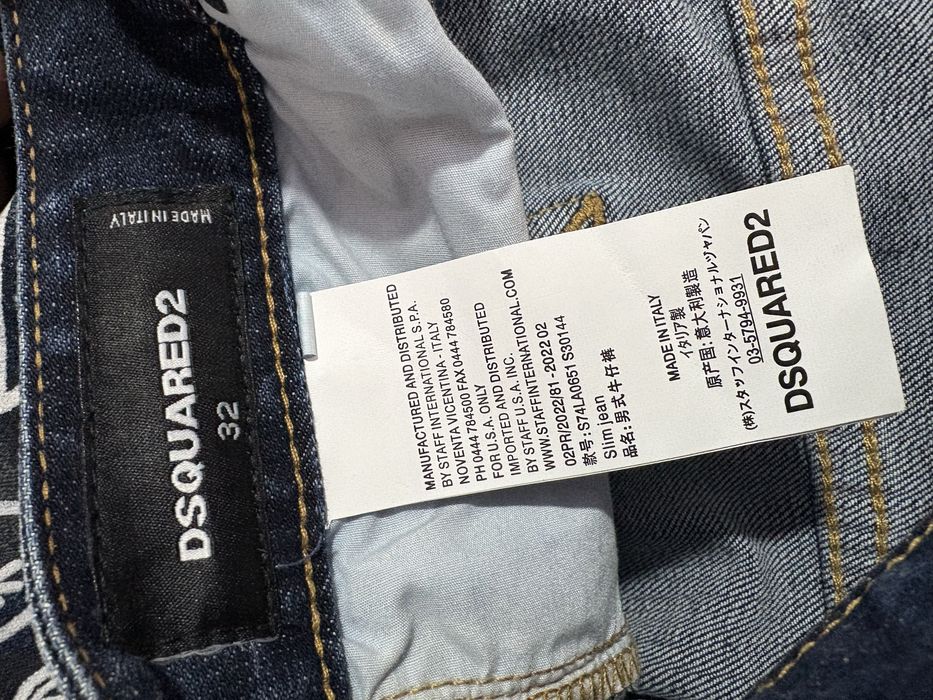 DSQUARED2
32
MADE IN ITALY
MANUFACTURED AND DISTRIBUTED
BY STAFF INTERNATIONAL S.P.A.
NOVENTA VICENTINA - ITALY
PH 0444 784500 FAX 0444 784580
FOR U.S.A. ONLY
IMPORTED AND DISTRIBUTED
BY STAFF U.S.A. INC.
WWW.STAFFINTERNATIONAL.COM
02PR/2022/81 - 2022 02
款号: S74LA0651 S30144
Slim jean
品名: 男式牛仔裤
MADE IN ITALY
イタリア製
原产国: 意大利製造
(株)スタッフインターナショナルジャパン
03-5794-9931
DSQUARED2